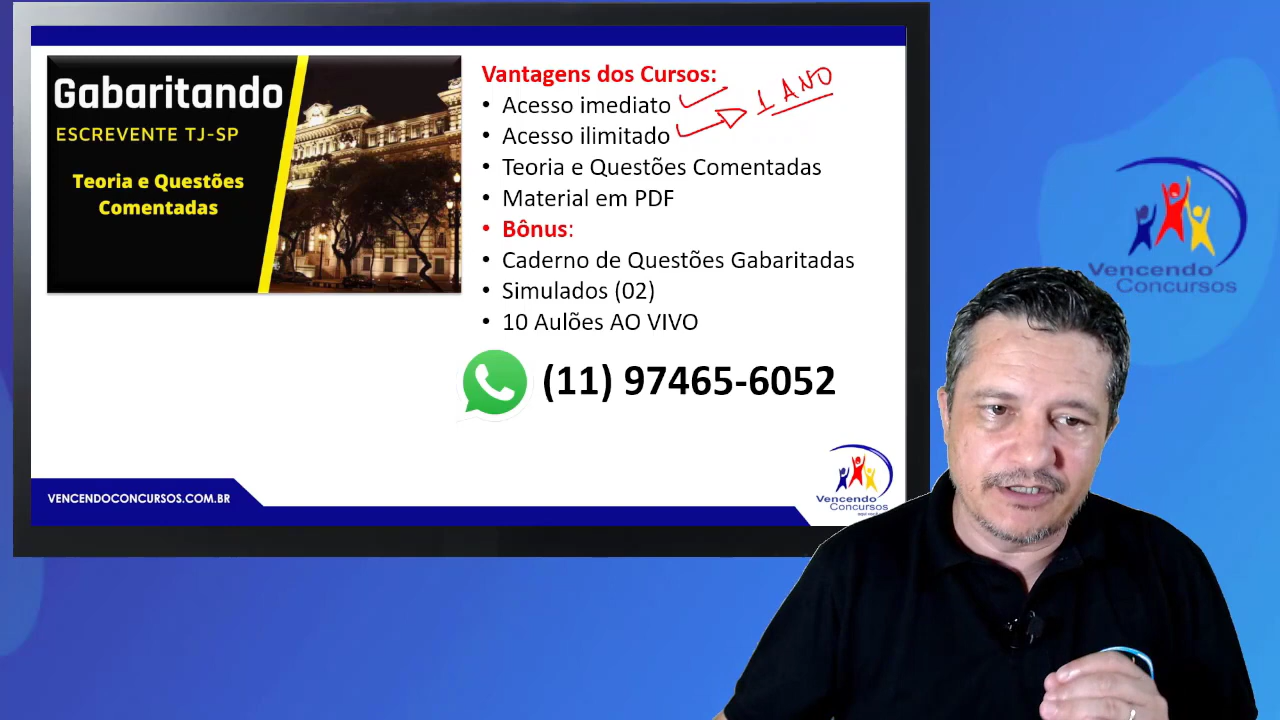 Gabaritando
ESCREVENTE TJ-SP
Teoria e Questões
Comentadas
Vantagens dos Cursos:
• Acesso imediato
• Acesso ilimitado
1 ANO
• Teoria e Questões Comentadas
• Material em PDF
• Bônus:
• Caderno de Questões Gabaritadas
• Simulados (02)
• 10 Aulões AO VIVO
(11) 97465-6052
VENCENDOCONCURSOS.COM.BR
Vencendo
Concursos
Vencendo
Concursos